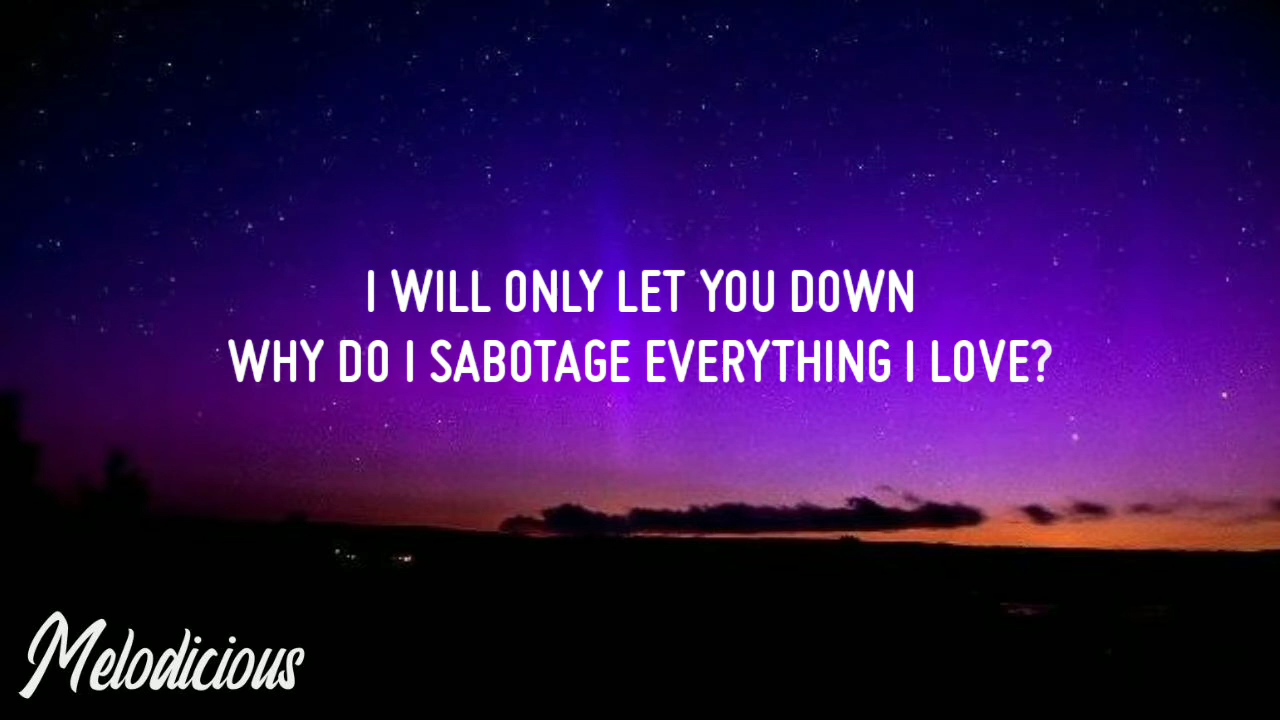 I WILL ONLY LET YOU DOWN
WHY DO I SABOTAGE EVERYTHING I LOVE?
Melodicious